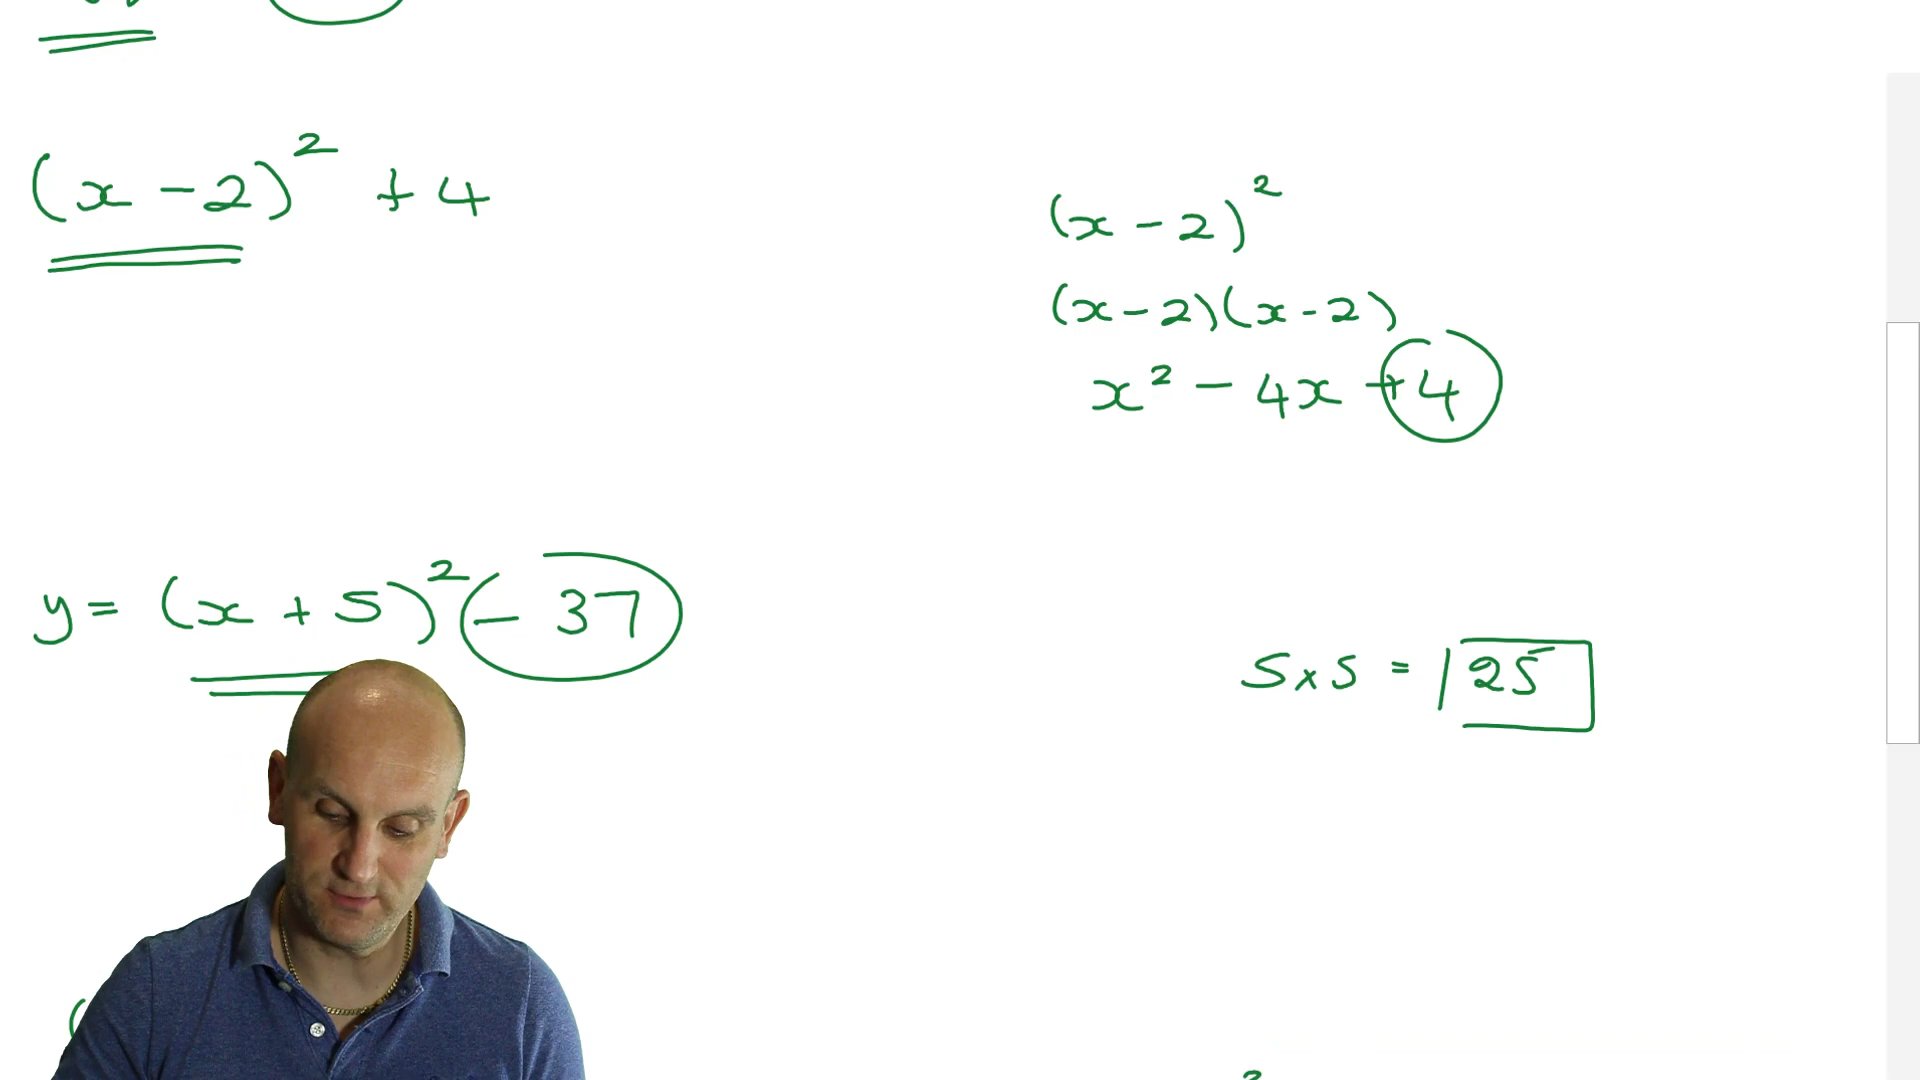 (x - 2)² + 4
(x - 2)²
(x - 2)(x - 2)
x² - 4x + 4
y = (x + 5)² - 37
5 x 5 = 25